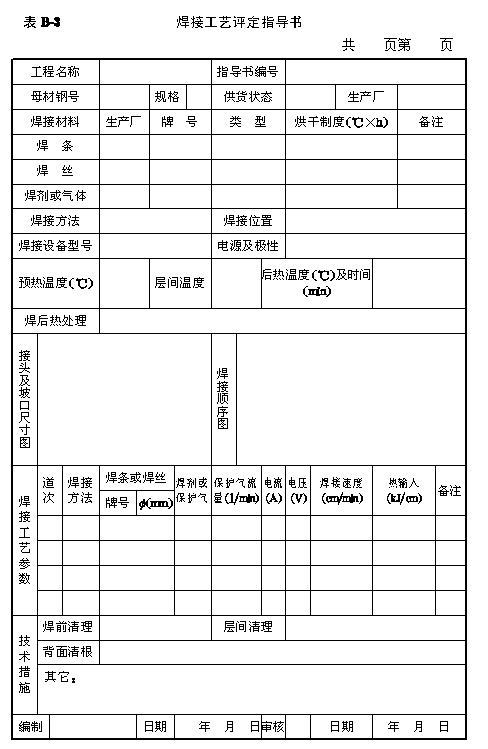 表 B-3 焊接工艺评定指导书
共 页第 页
工程名称 指导书编号
母材钢号 规格 供货状态 生产厂
焊接材料 生产厂 牌 号 类 型 烘干制度(℃×h) 备注
焊 条
焊 丝
焊剂或气体
焊接方法 焊接位置
焊接设备型号 电源及极性
预热温度(℃) 层间温度 后热温度(℃)及时间(min)
焊后热处理
接头及坡口尺寸图 焊接顺序图
焊接工艺参数
道次 焊接方法 焊条或焊丝 焊剂或保护气 保护气流量(l/min) 电流(A) 电压(V) 焊接速度(cm/min) 热输入(kJ/cm) 备注
牌号 ϕ(mm)
技术措施
焊前清理 层间清理
背面清根
其它：
编制 日期 年 月 日 审核 日期 年 月 日